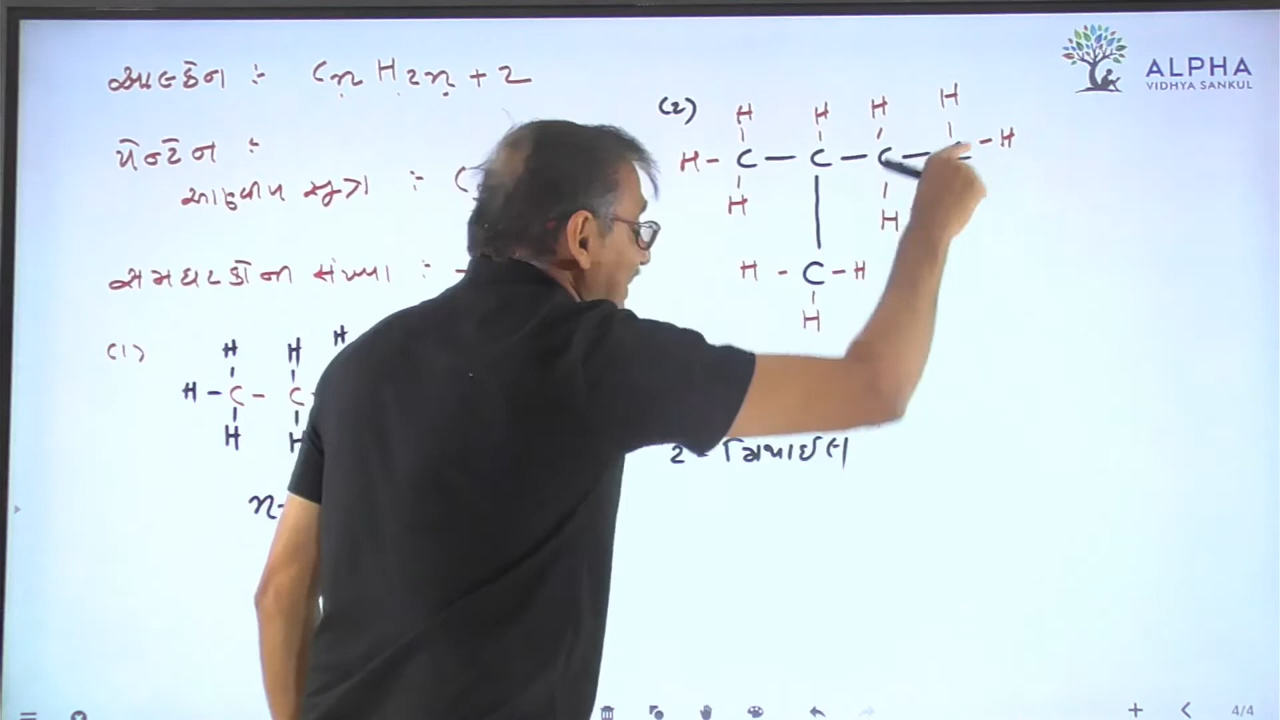 આલ્કેન :- CnH2n+2
પેન્ટેન :-
આણ્વીય સૂત્ર :- C
સમઘટકોની સંખ્યા :-
(1)
H H H
H - C - C
H H
n-
(2)
H H H H
H - C - C - C - - H
H H
H - C - H
H
2 - મિથાઈલ
ALPHA
VIDHYA SANKUL
4/4